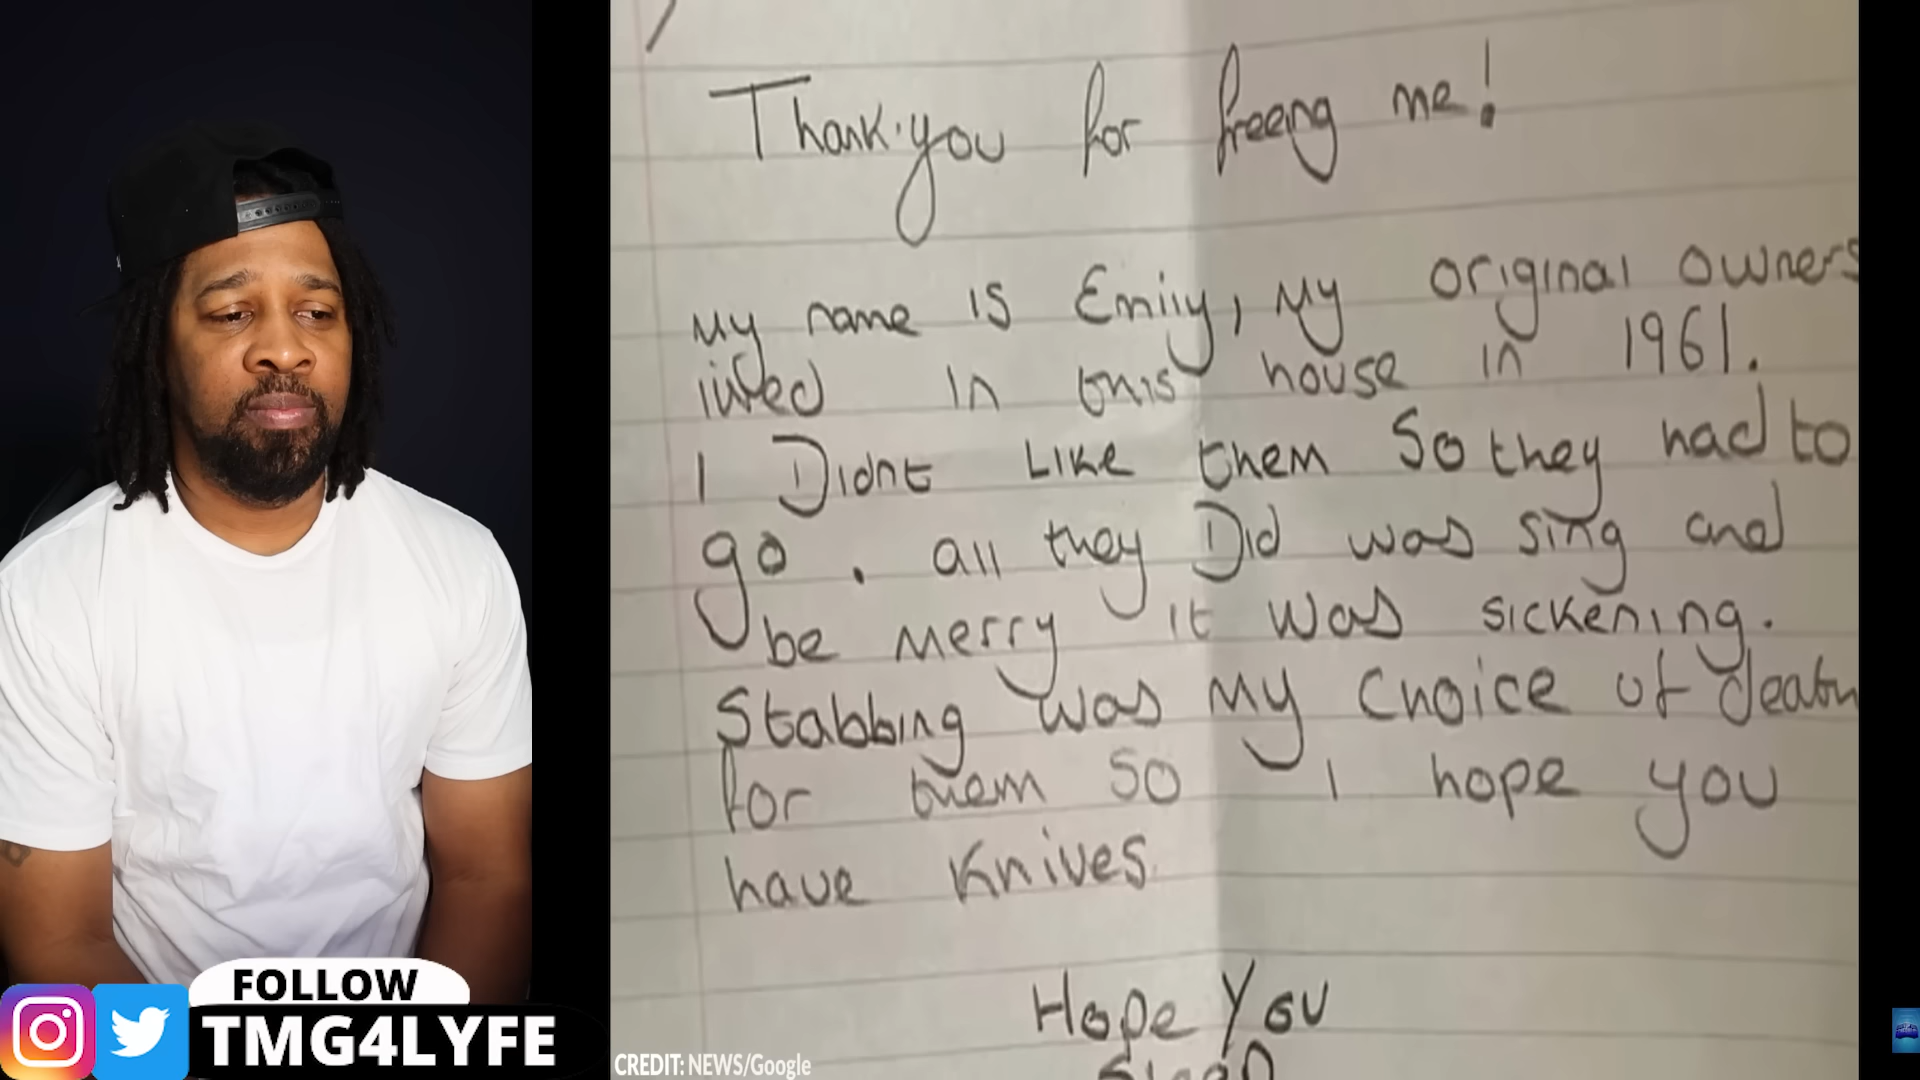 Thank.you for freeing me!
My name is Emily, My original owners
lived in this house in 1961.
I Didnt Like them So they had to
go. all they Did was sing and
be merry it was sickening.
Stabbing was my Choice of death
for them so I hope you
have Knives.
Hope You
Sleep
FOLLOW
TMG4LYFE
CREDIT: NEWS/Google